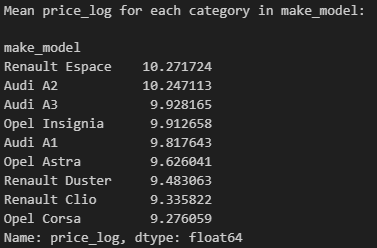 Mean price_log for each category in make_model:

make_model
Renault Espace    10.271724
Audi A2           10.247113
Audi A3            9.928165
Opel Insignia      9.912658
Audi A1            9.817643
Opel Astra         9.626041
Renault Duster     9.483063
Renault Clio       9.335822
Opel Corsa         9.276059
Name: price_log, dtype: float64